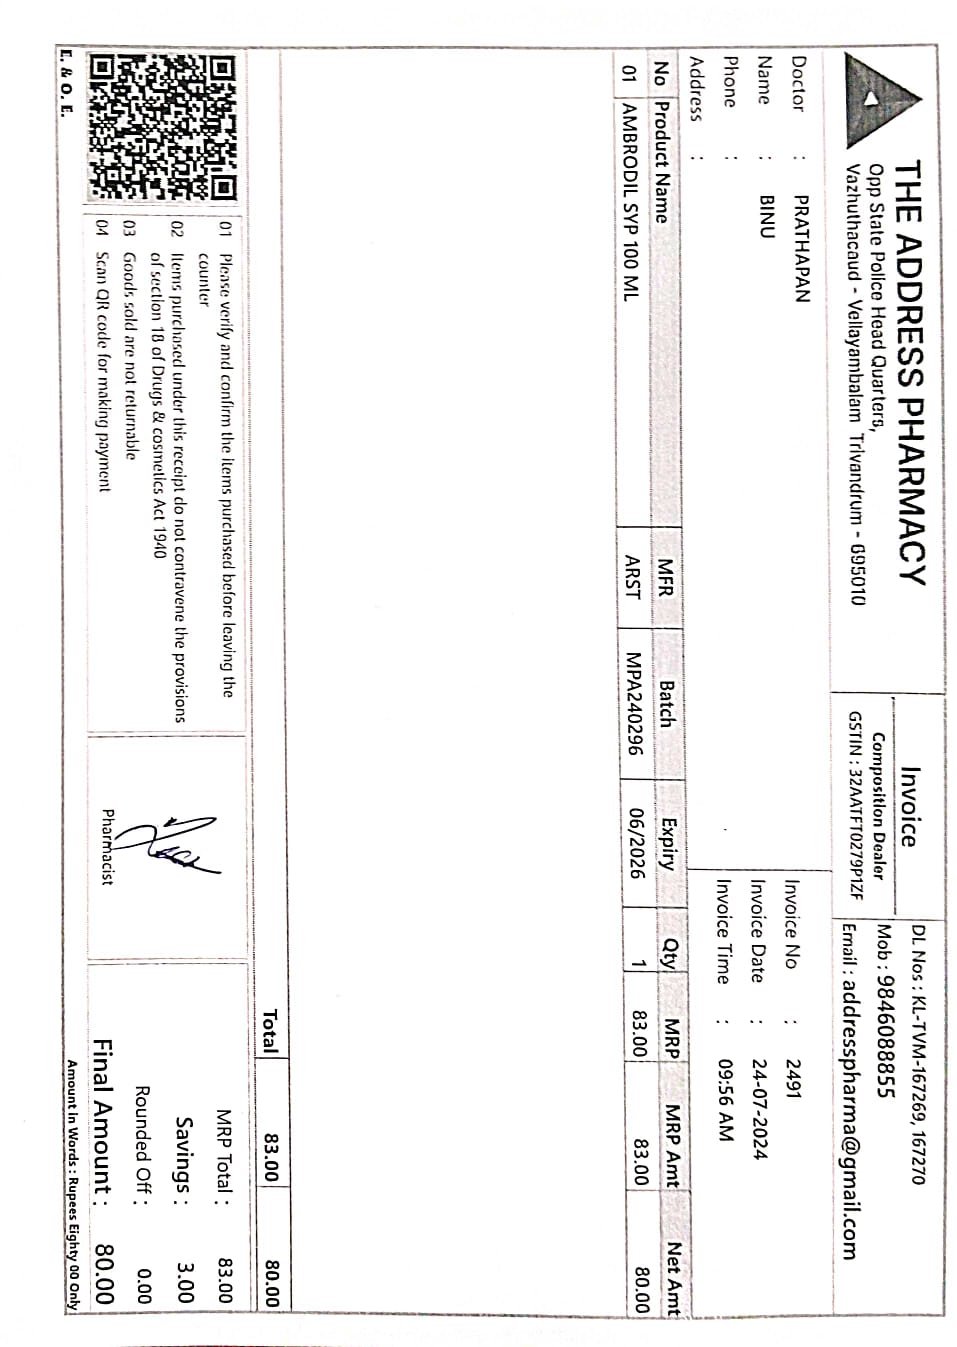 THE ADDRESS PHARMACY
Opp State Police Head Quarters,
Vazhuthacaud - Vellayambalam Trivandrum - 695010
Invoice
Composition Dealer
GSTIN : 32AATFT0279P1ZF
DL Nos : KL-TVM-167269, 167270
Mob : 9846088855
Email : addresspharma@gmail.com
Doctor : PRATHAPAN
Name : BINU
Phone :
Address :
Invoice No : 2491
Invoice Date : 24-07-2024
Invoice Time : 09:56 AM
No Product Name MFR Batch Expiry Qty MRP MRP Amt Net Amt
01 AMBRODIL SYP 100 ML ARST MPA240296 06/2026 1 83.00 83.00 80.00
Total 83.00 80.00
01 Please verify and confirm the items purchased before leaving the
counter
02 Items purchased under this receipt do not contravene the provisions
of section 18 of Drugs & cosmetics Act 1940
03 Goods sold are not returnable
04 Scan QR code for making payment
Pharmacist
MRP Total : 83.00
Savings : 3.00
Rounded Off : 0.00
Final Amount : 80.00
E. & O. E.
Amount In Words : Rupees Eighty 00 Only